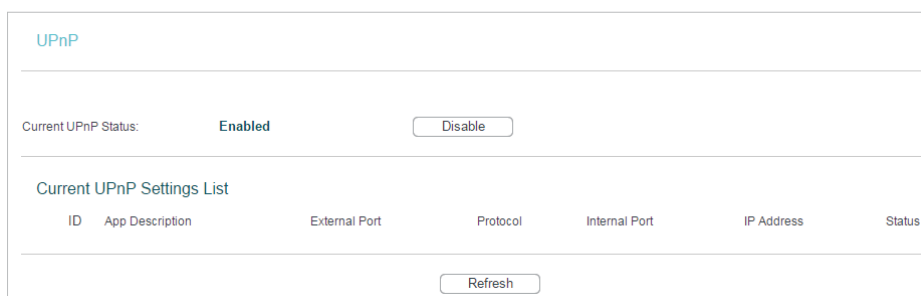 UPnP
Current UPnP Status: Enabled Disable
Current UPnP Settings List
ID App Description External Port Protocol Internal Port IP Address Status
Refresh